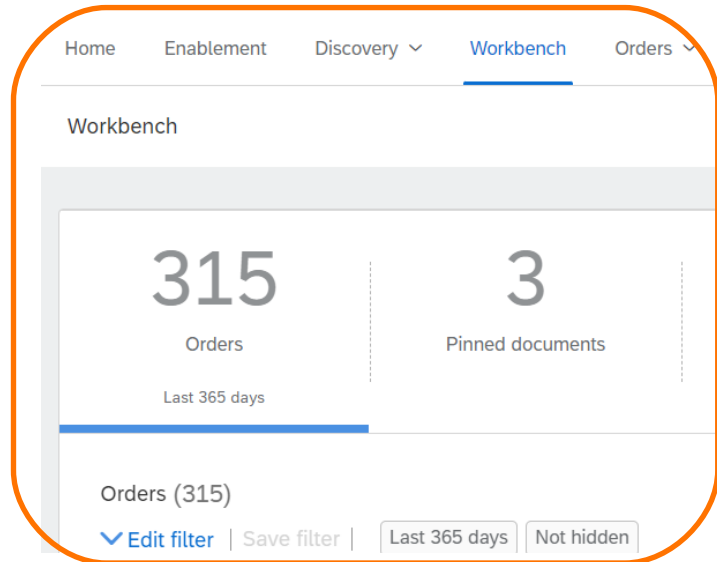 Home Enablement Discovery Workbench Orders
Workbench
315 3
Orders Pinned documents
Last 365 days
Orders (315)
Edit filter | Save filter | Last 365 days Not hidden